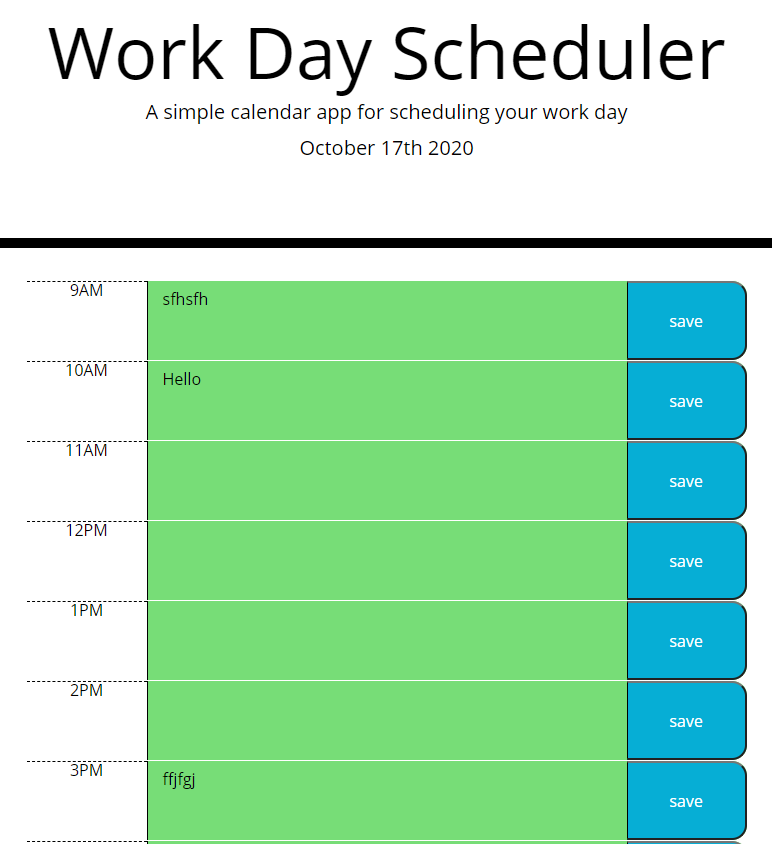 Work Day Scheduler
A simple calendar app for scheduling your work day
October 17th 2020
9AM sfhsfh save
10AM Hello save
11AM save
12PM save
1PM save
2PM save
3PM ffjfgj save